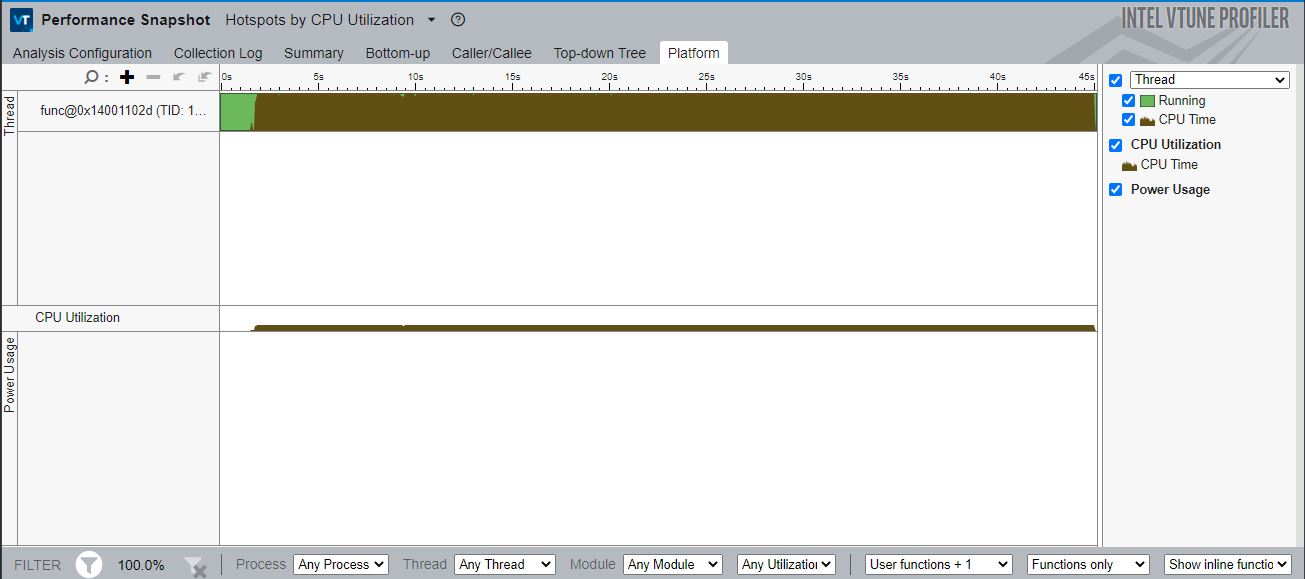 VT Performance Snapshot Hotspots by CPU Utilization ?
INTEL VTUNE PROFILER
Analysis Configuration Collection Log Summary Bottom-up Caller/Callee Top-down Tree Platform
0s 5s 10s 15s 20s 25s 30s 35s 40s 45s
Thread
func@0x14001102d (TID: 1...
CPU Utilization
Power Usage
Thread
Running
CPU Time
CPU Utilization
CPU Time
Power Usage
FILTER 100.0% Process Any Process Thread Any Thread Module Any Module Any Utilization User functions + 1 Functions only Show inline functio